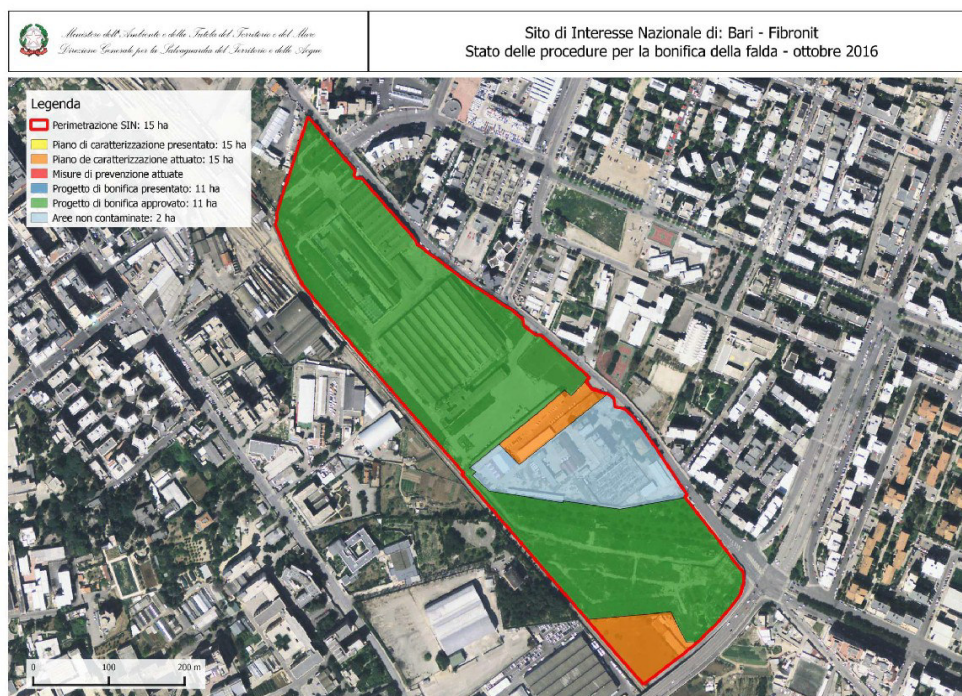 Ministero dell'Ambiente e della Tutela del Territorio e del Mare
Direzione Generale per la Salvaguardia del Territorio e delle Acque
Sito di Interesse Nazionale di: Bari - Fibronit
Stato delle procedure per la bonifica della falda - ottobre 2016
Legenda
Perimetrazione SIN: 15 ha
Piano di caratterizzazione presentato: 15 ha
Piano de caratterizzazione attuato: 15 ha
Misure di prevenzione attuate
Progetto di bonifica presentato: 11 ha
Progetto di bonifica approvato: 11 ha
Aree non contaminate: 2 ha
0 100 200 m